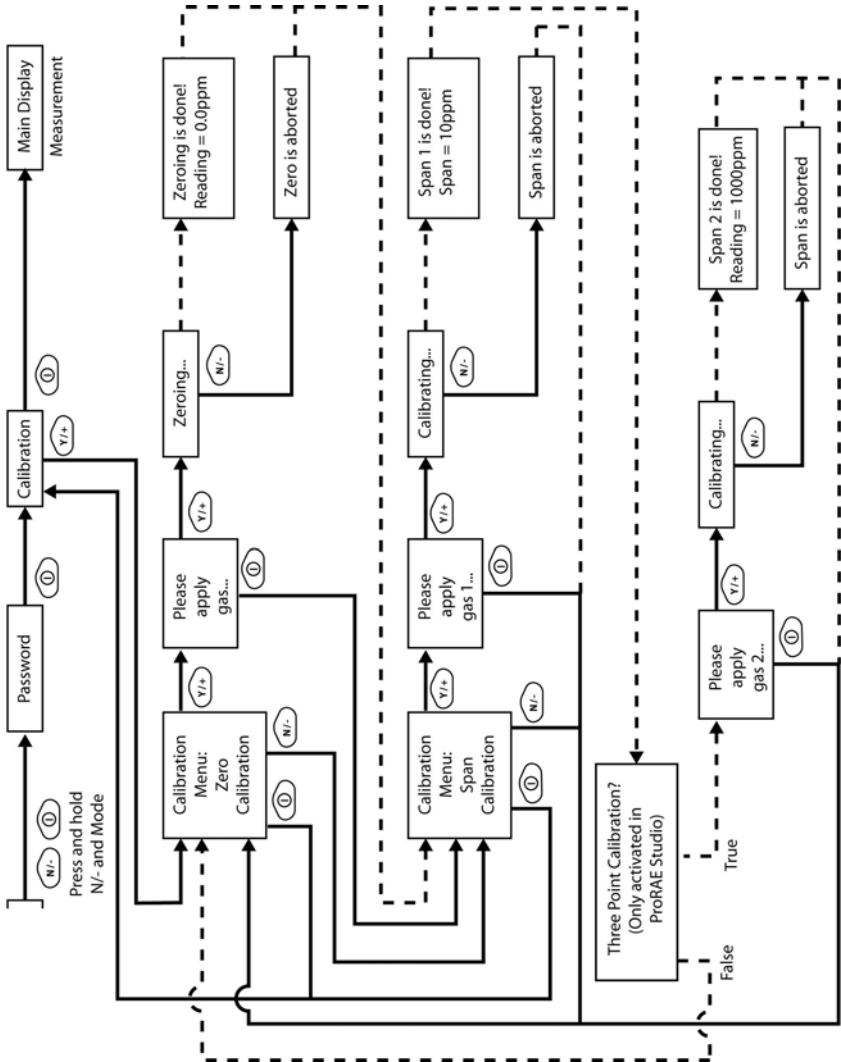 N/-
Press and hold
N/- and Mode
Password
Calibration
Y/+
Main Display
Measurement
Calibration
Menu:
Zero
Calibration
N/-
Y/+
Please
apply
gas...
Y/+
Zeroing...
N/-
Zeroing is done!
Reading = 0.0ppm
Zero is aborted
Calibration
Menu:
Span
Calibration
N/-
Y/+
Please
apply
gas 1...
Y/+
Calibrating...
N/-
Span 1 is done!
Span = 10ppm
Span is aborted
Three Point Calibration?
(Only activated in
ProRAE Studio)
False
True
Please
apply
gas 2...
Y/+
Calibrating...
N/-
Span 2 is done!
Reading = 1000ppm
Span is aborted